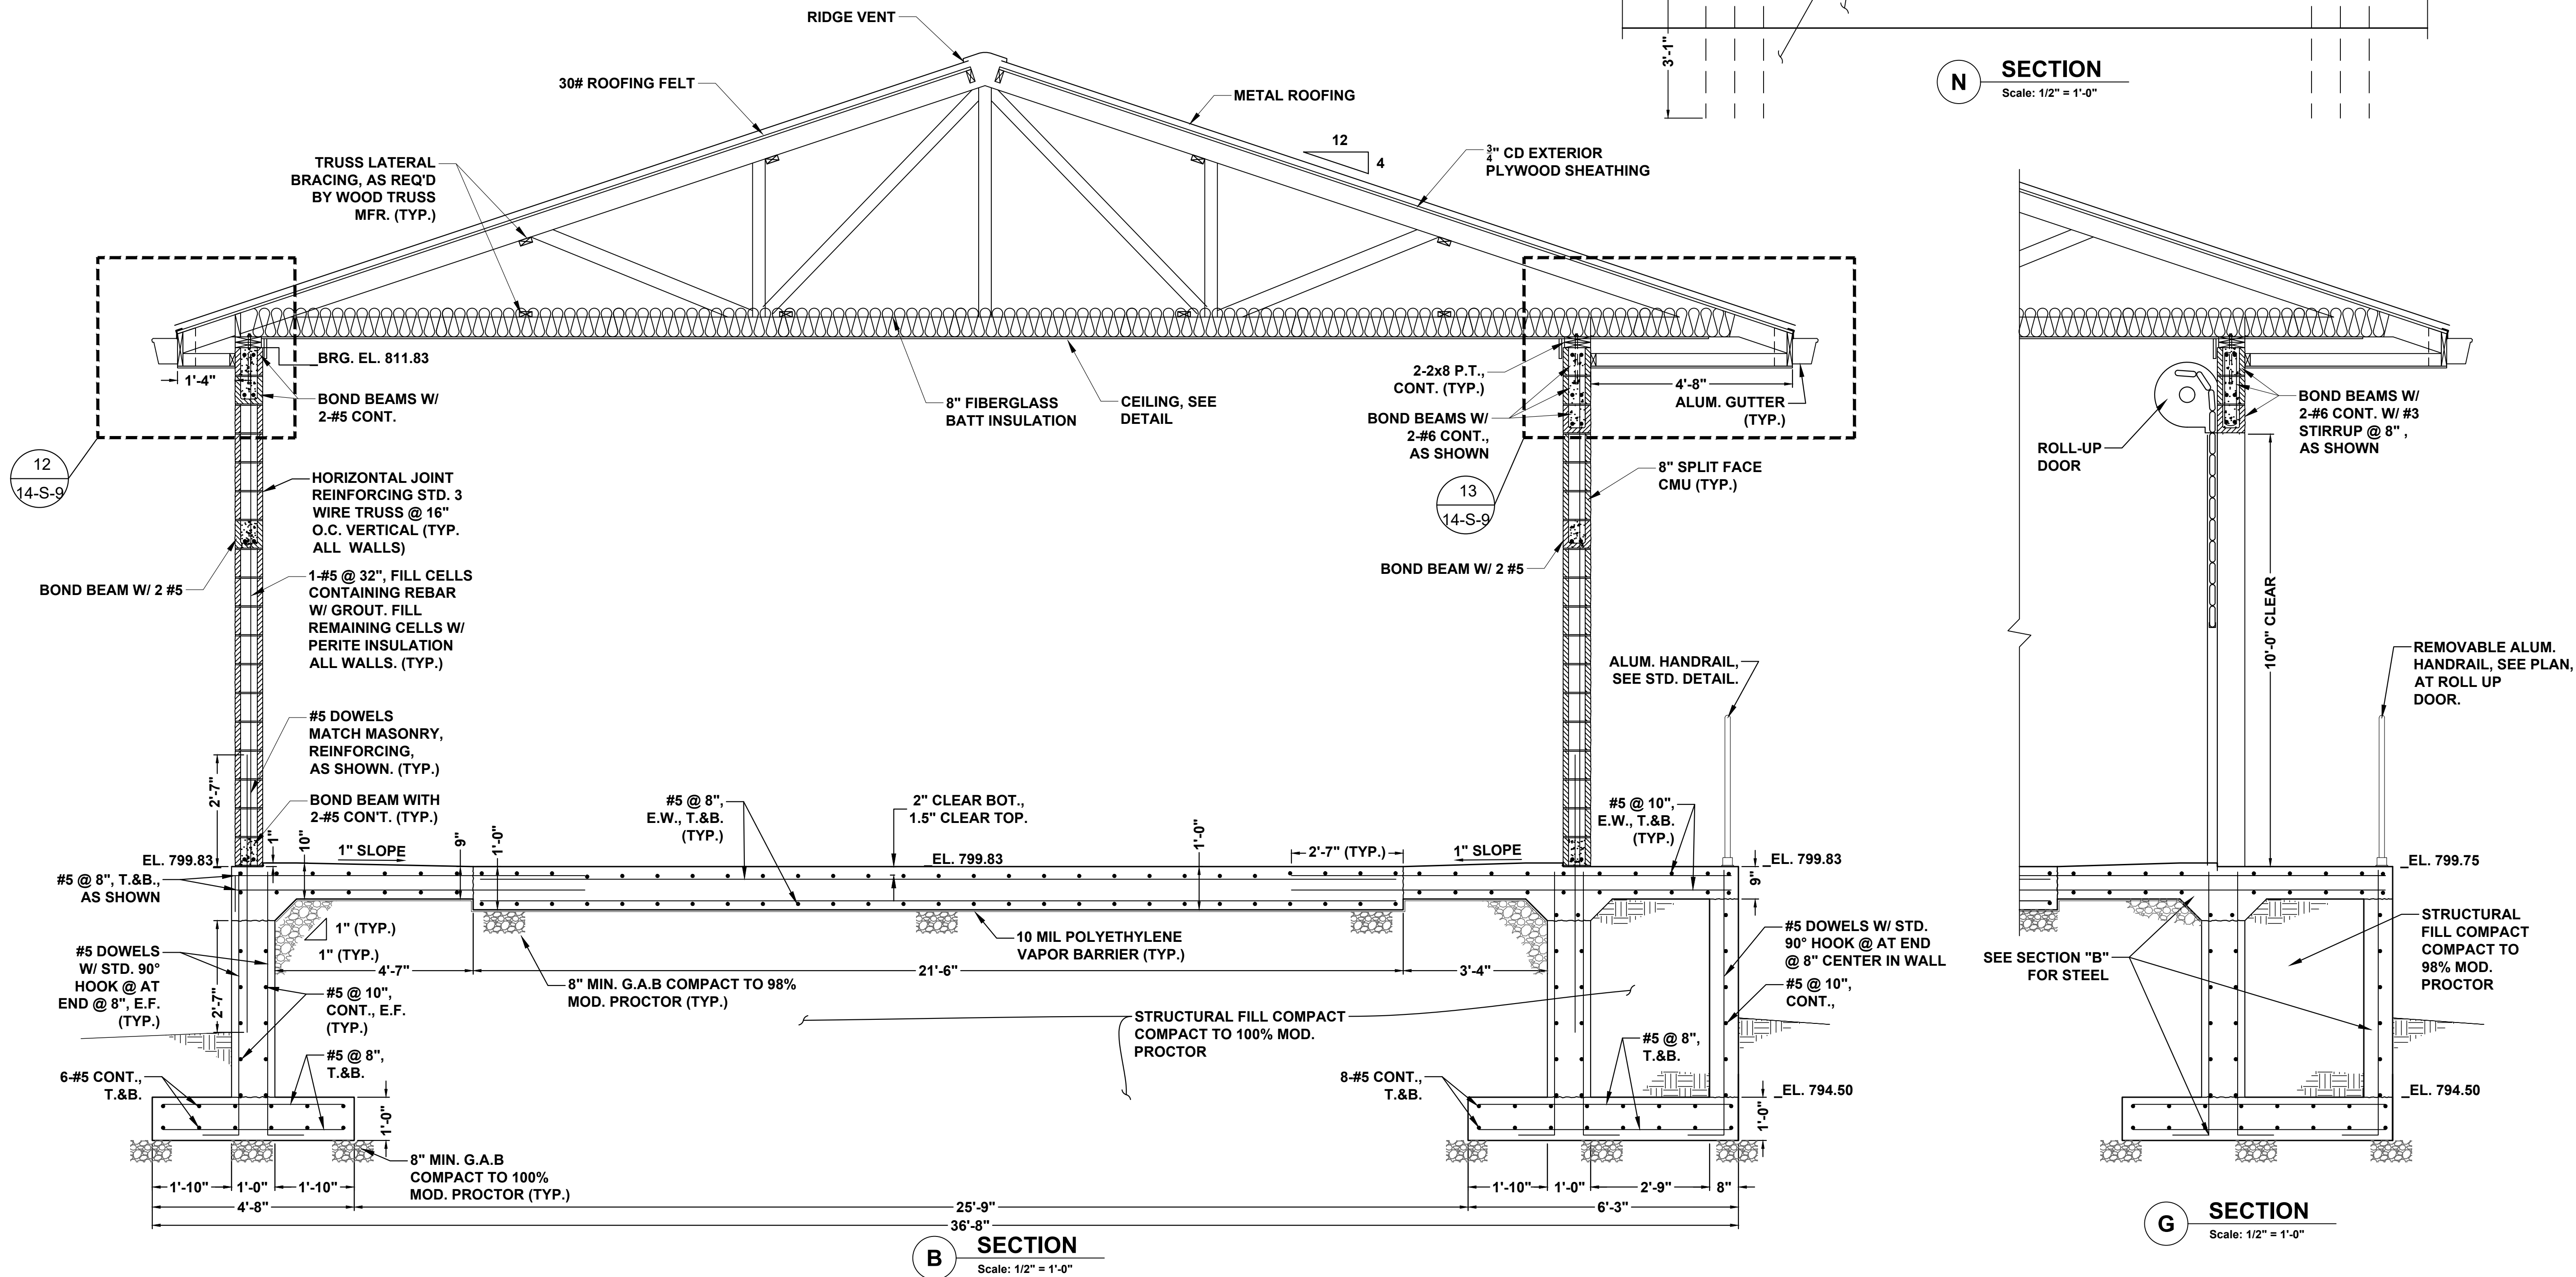 RIDGE VENT
30# ROOFING FELT
METAL ROOFING
12
4
3/4" CD EXTERIOR
PLYWOOD SHEATHING
TRUSS LATERAL
BRACING, AS REQ'D
BY WOOD TRUSS
MFR. (TYP.)
BRG. EL. 811.83
1'-4"
BOND BEAMS W/
2-#5 CONT.
8" FIBERGLASS
BATT INSULATION
CEILING, SEE
DETAIL
2-2x8 P.T.,
CONT. (TYP.)
BOND BEAMS W/
2-#6 CONT.,
AS SHOWN
4'-8"
ALUM. GUTTER
(TYP.)
12
14-S-9
13
14-S-9
HORIZONTAL JOINT
REINFORCING STD. 3
WIRE TRUSS @ 16"
O.C. VERTICAL (TYP.
ALL WALLS)
8" SPLIT FACE
CMU (TYP.)
BOND BEAM W/ 2 #5
1-#5 @ 32", FILL CELLS
CONTAINING REBAR
W/ GROUT. FILL
REMAINING CELLS W/
PERITE INSULATION
ALL WALLS. (TYP.)
BOND BEAM W/ 2 #5
ALUM. HANDRAIL,
SEE STD. DETAIL.
#5 DOWELS
MATCH MASONRY,
REINFORCING,
AS SHOWN. (TYP.)
2'-7"
BOND BEAM WITH
2-#5 CON'T. (TYP.)
#5 @ 8",
E.W., T.&B.
(TYP.)
2" CLEAR BOT.,
1.5" CLEAR TOP.
#5 @ 10",
E.W., T.&B.
(TYP.)
1"
10"
9"
1'-0"
1'-0"
EL. 799.83
1" SLOPE
EL. 799.83
2'-7" (TYP.)
1" SLOPE
EL. 799.83
9"
#5 @ 8", T.&B.,
AS SHOWN
1" (TYP.)
1" (TYP.)
10 MIL POLYETHYLENE
VAPOR BARRIER (TYP.)
#5 DOWELS W/ STD.
90° HOOK @ AT END
@ 8" CENTER IN WALL
#5 DOWELS
W/ STD. 90°
HOOK @ AT
END @ 8", E.F.
(TYP.)
2'-7"
4'-7"
21'-6"
3'-4"
8" MIN. G.A.B COMPACT TO 98%
MOD. PROCTOR (TYP.)
#5 @ 10",
CONT., E.F.
(TYP.)
#5 @ 10",
CONT.,
STRUCTURAL FILL COMPACT
COMPACT TO 100% MOD.
PROCTOR
#5 @ 8",
T.&B.
#5 @ 8",
T.&B.
6-#5 CONT.,
T.&B.
1'-0"
8-#5 CONT.,
T.&B.
EL. 794.50
1'-0"
8" MIN. G.A.B
COMPACT TO 100%
MOD. PROCTOR (TYP.)
1'-10"
1'-0"
1'-10"
1'-10"
1'-0"
2'-9"
8"
4'-8"
25'-9"
6'-3"
36'-8"
B
SECTION
Scale: 1/2" = 1'-0"
3'-1"
N
SECTION
Scale: 1/2" = 1'-0"
ROLL-UP
DOOR
BOND BEAMS W/
2-#6 CONT. W/ #3
STIRRUP @ 8" ,
AS SHOWN
10'-0" CLEAR
REMOVABLE ALUM.
HANDRAIL, SEE PLAN,
AT ROLL UP
DOOR.
EL. 799.75
SEE SECTION "B"
FOR STEEL
STRUCTURAL
FILL COMPACT
COMPACT TO
98% MOD.
PROCTOR
EL. 794.50
G
SECTION
Scale: 1/2" = 1'-0"